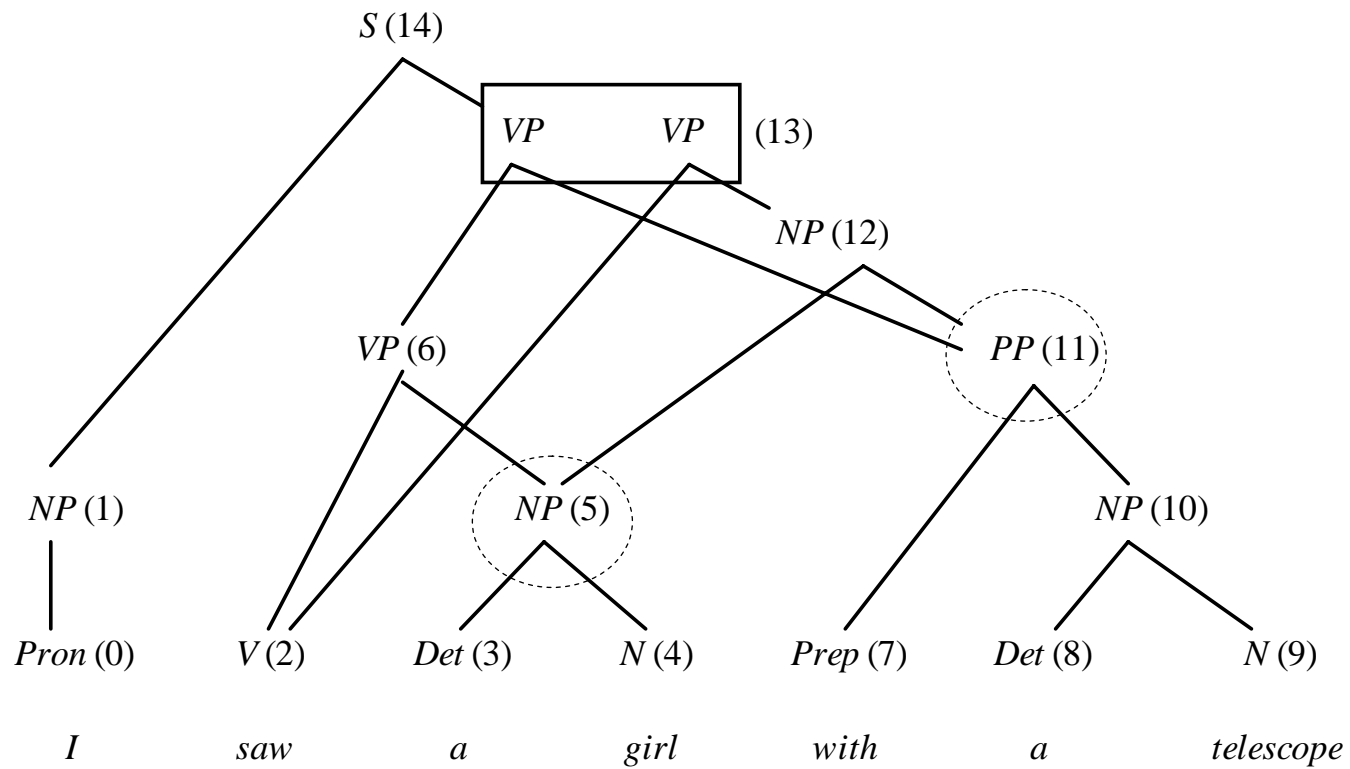 S (14)
VP VP (13)
NP (12)
VP (6) PP (11)
NP (1) NP (5) NP (10)
Pron (0) V (2) Det (3) N (4) Prep (7) Det (8) N (9)
I saw a girl with a telescope